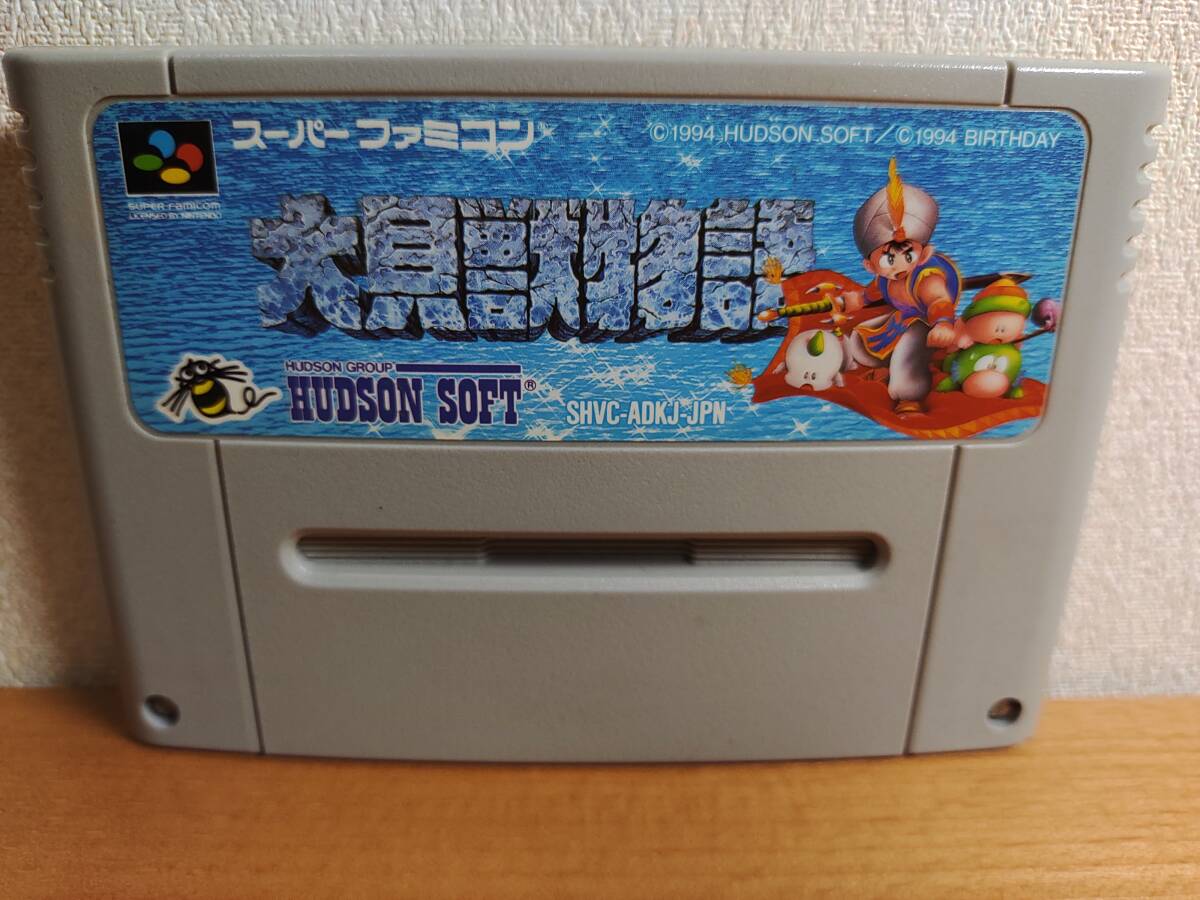 スーパーファミコン
©1994 HUDSON SOFT/©1994 BIRTHDAY
SUPER FAMICOM
LICENSED BY NINTENDO
大貝獣物語
HUDSON GROUP
HUDSON SOFT®
SHVC-ADKJ-JPN